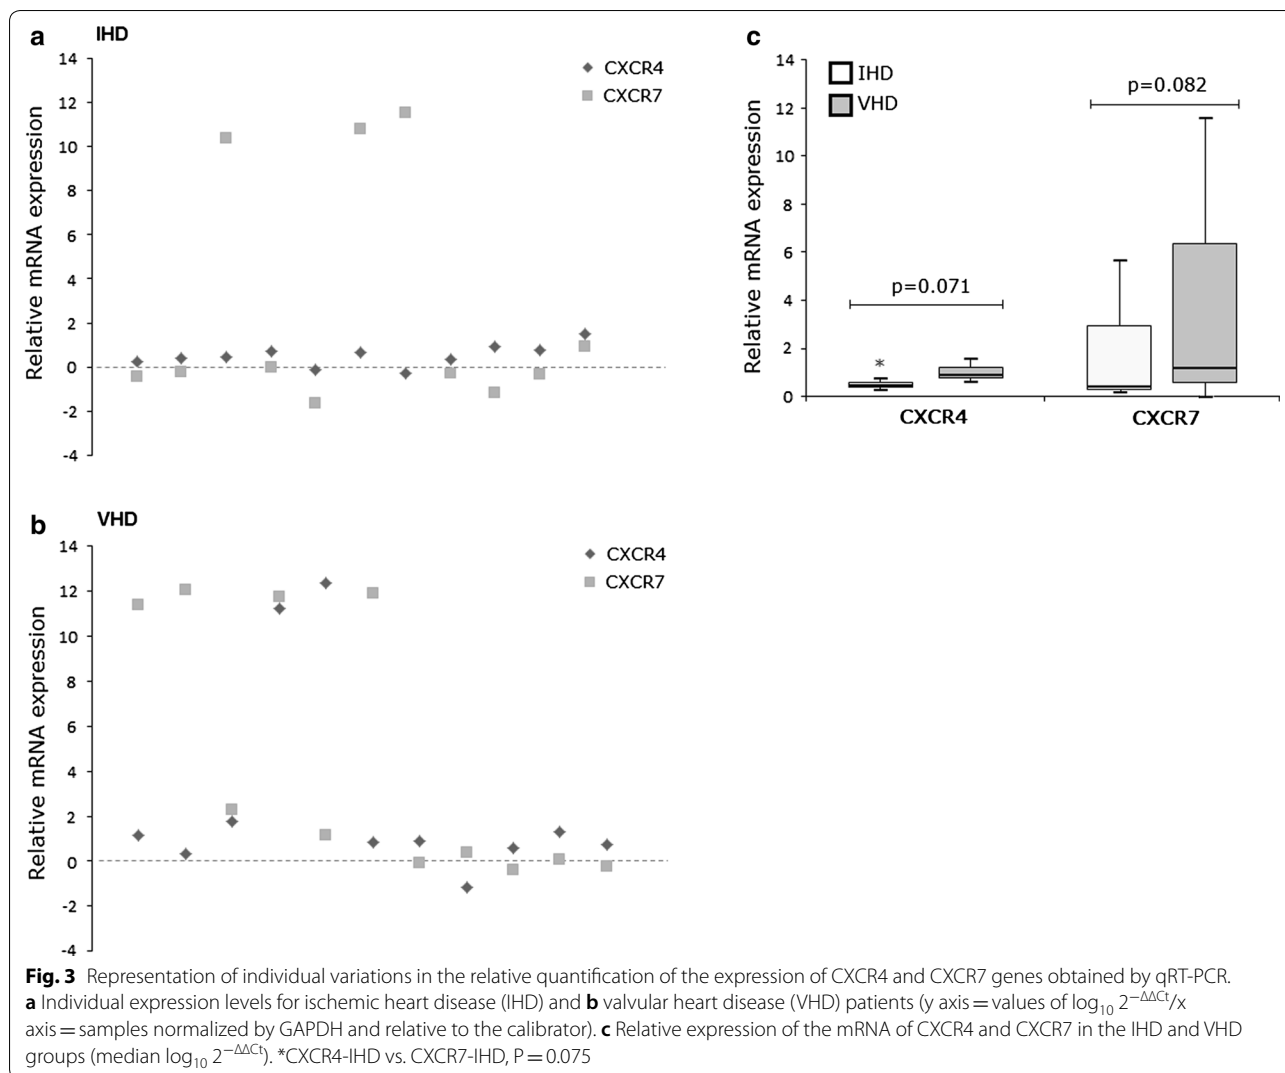 a IHD
14
12
10
8
6
4
2
0
-2
-4
Relative mRNA expression
CXCR4
CXCR7
c
14
12
10
8
6
4
2
0
Relative mRNA expression
IHD
VHD
p=0.082
p=0.071
*
CXCR4 CXCR7
b VHD
14
12
10
8
6
4
2
0
-2
-4
Relative mRNA expression
CXCR4
CXCR7
Fig. 3 Representation of individual variations in the relative quantification of the expression of CXCR4 and CXCR7 genes obtained by qRT-PCR.
a Individual expression levels for ischemic heart disease (IHD) and b valvular heart disease (VHD) patients (y axis = values of log₁₀ 2⁻ΔΔCt/x
axis = samples normalized by GAPDH and relative to the calibrator). c Relative expression of the mRNA of CXCR4 and CXCR7 in the IHD and VHD
groups (median log₁₀ 2⁻ΔΔCt). *CXCR4-IHD vs. CXCR7-IHD, P = 0.075